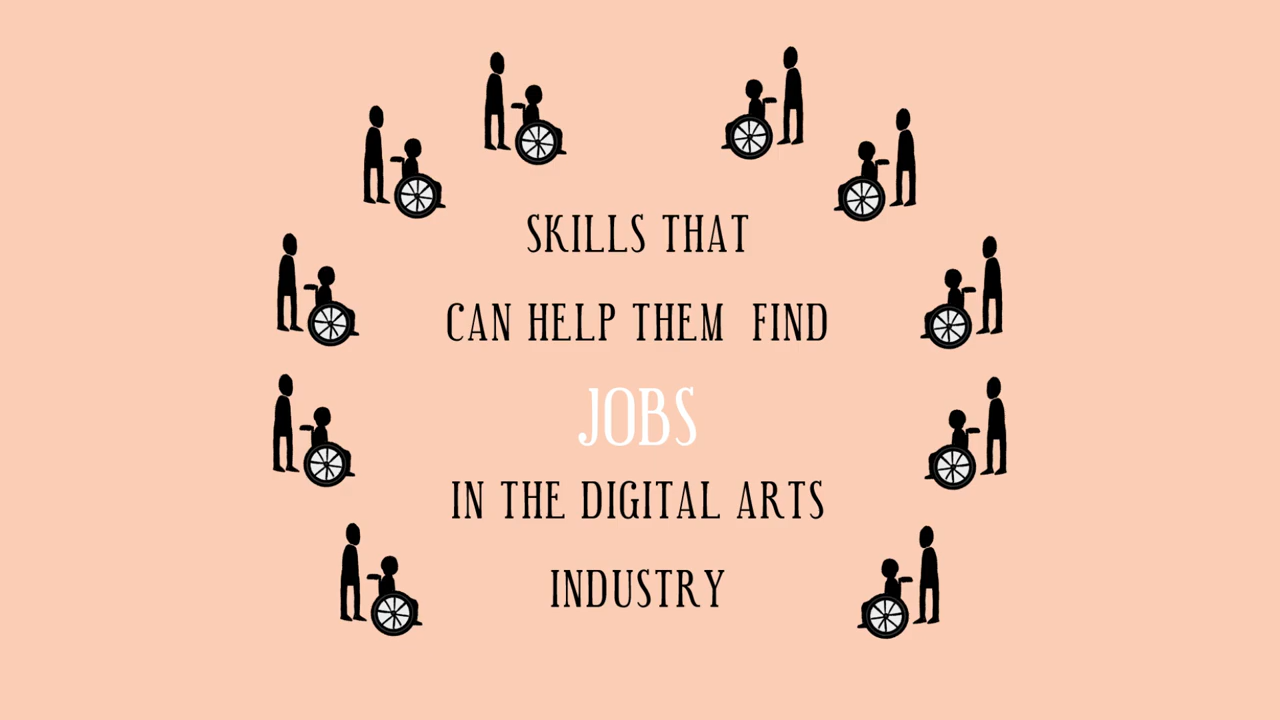 SKILLS THAT
CAN HELP THEM FIND
JOBS
IN THE DIGITAL ARTS
INDUSTRY